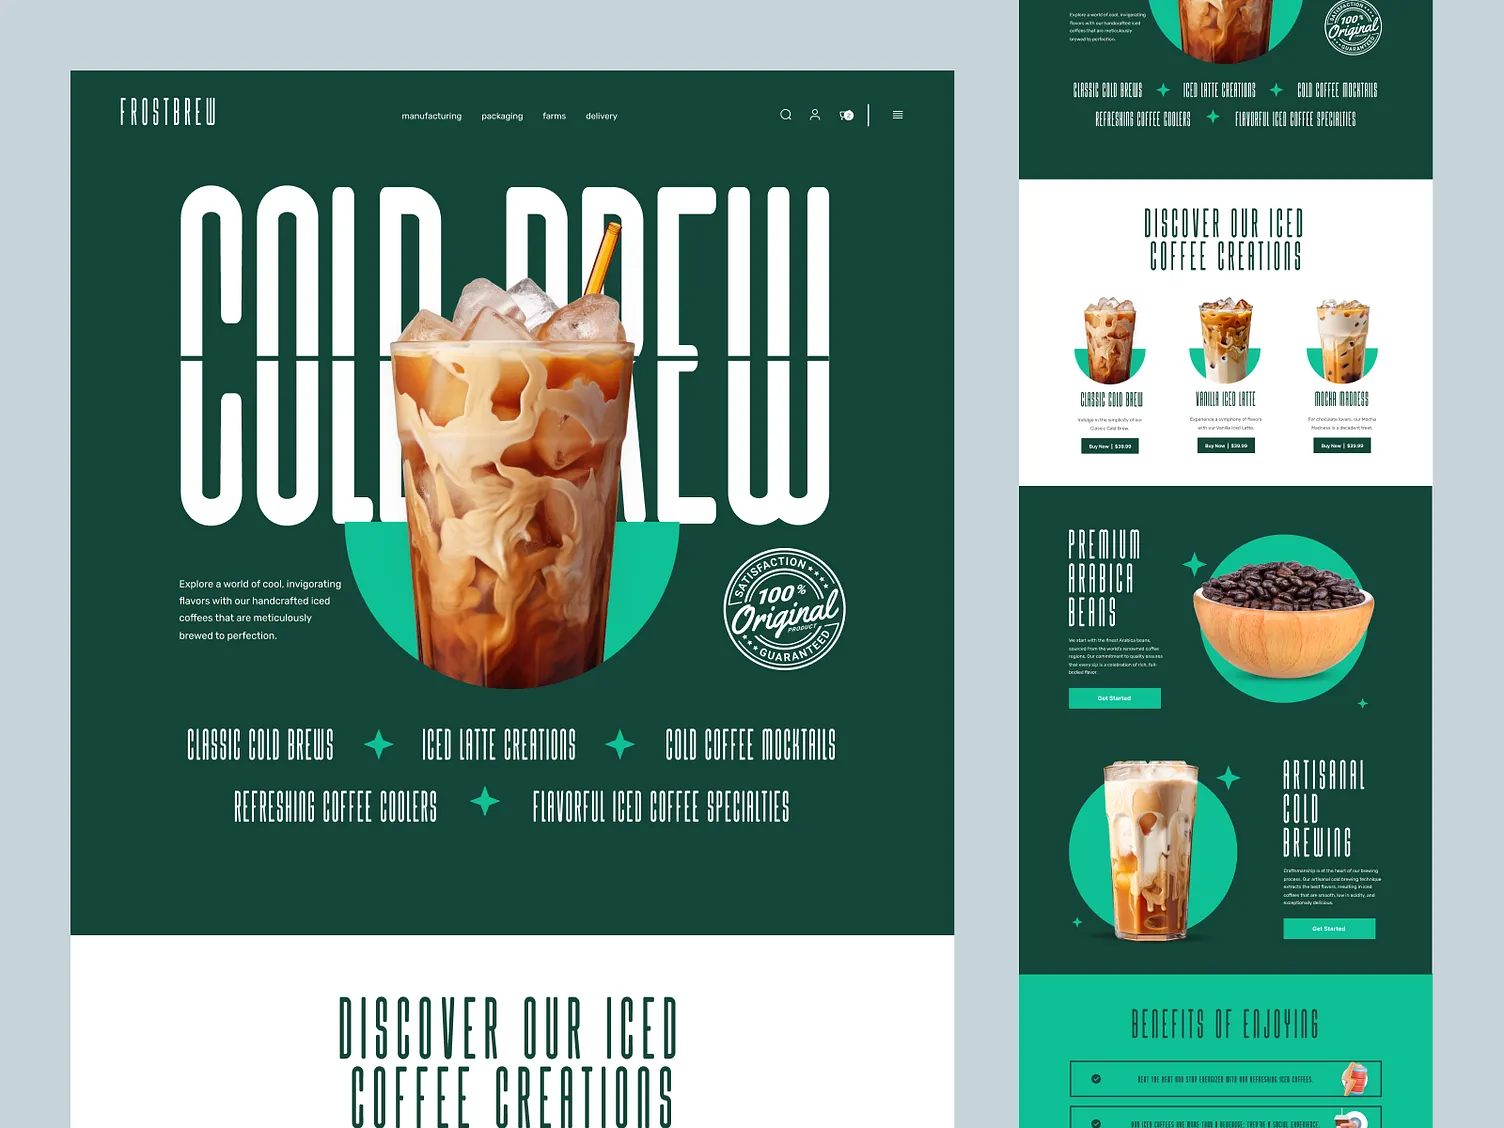 FROSTBREW
manufacturing packaging farms delivery
2
COLD BREW
Explore a world of cool, invigorating
flavors with our handcrafted iced
coffees that are meticulously
brewed to perfection.
SATISFACTION
100%
Original
PRODUCT
GUARANTEED
CLASSIC COLD BREWS ICED LATTE CREATIONS COLD COFFEE MOCKTAILS
REFRESHING COFFEE COOLERS FLAVORFUL ICED COFFEE SPECIALTIES
DISCOVER OUR ICED
COFFEE CREATIONS
Explore a world of cool, invigorating
flavors with our handcrafted iced
coffees that are meticulously
brewed to perfection.
SATISFACTION
100%
Original
GUARANTEED
CLASSIC COLD BREWS ICED LATTE CREATIONS COLD COFFEE MOCKTAILS
REFRESHING COFFEE COOLERS FLAVORFUL ICED COFFEE SPECIALTIES
DISCOVER OUR ICED
COFFEE CREATIONS
CLASSIC COLD BREW
Indulge in the simplicity of our
Classic Cold Brew.
Buy Now | $39.99
VANILLA ICED LATTE
Experience a symphony of flavors
with our Vanilla Iced Latte.
Buy Now | $39.99
MOCHA MADNESS
For chocolate lovers, our Mocha
Madness is a decadent treat.
Buy Now | $39.99
PREMIUM
ARABICA
BEANS
We start with the finest Arabica beans,
sourced from the world's renowned coffee
regions. Our commitment to quality ensures
that every sip is a celebration of rich, full-
bodied flavor.
Get Started
ARTISANAL
COLD
BREWING
Craftsmanship is at the heart of our brewing
process. Our artisanal cold brewing technique
extracts the best flavors, resulting in iced
coffees that are smooth, low in acidity, and
exceptionally delicious.
Get Started
BENEFITS OF ENJOYING
BEAT THE HEAT AND STAY ENERGIZED WITH OUR REFRESHING ICED COFFEES.
OUR ICED COFFEES ARE MORE THAN A BEVERAGE; THEY'RE A SOCIAL EXPERIENCE.